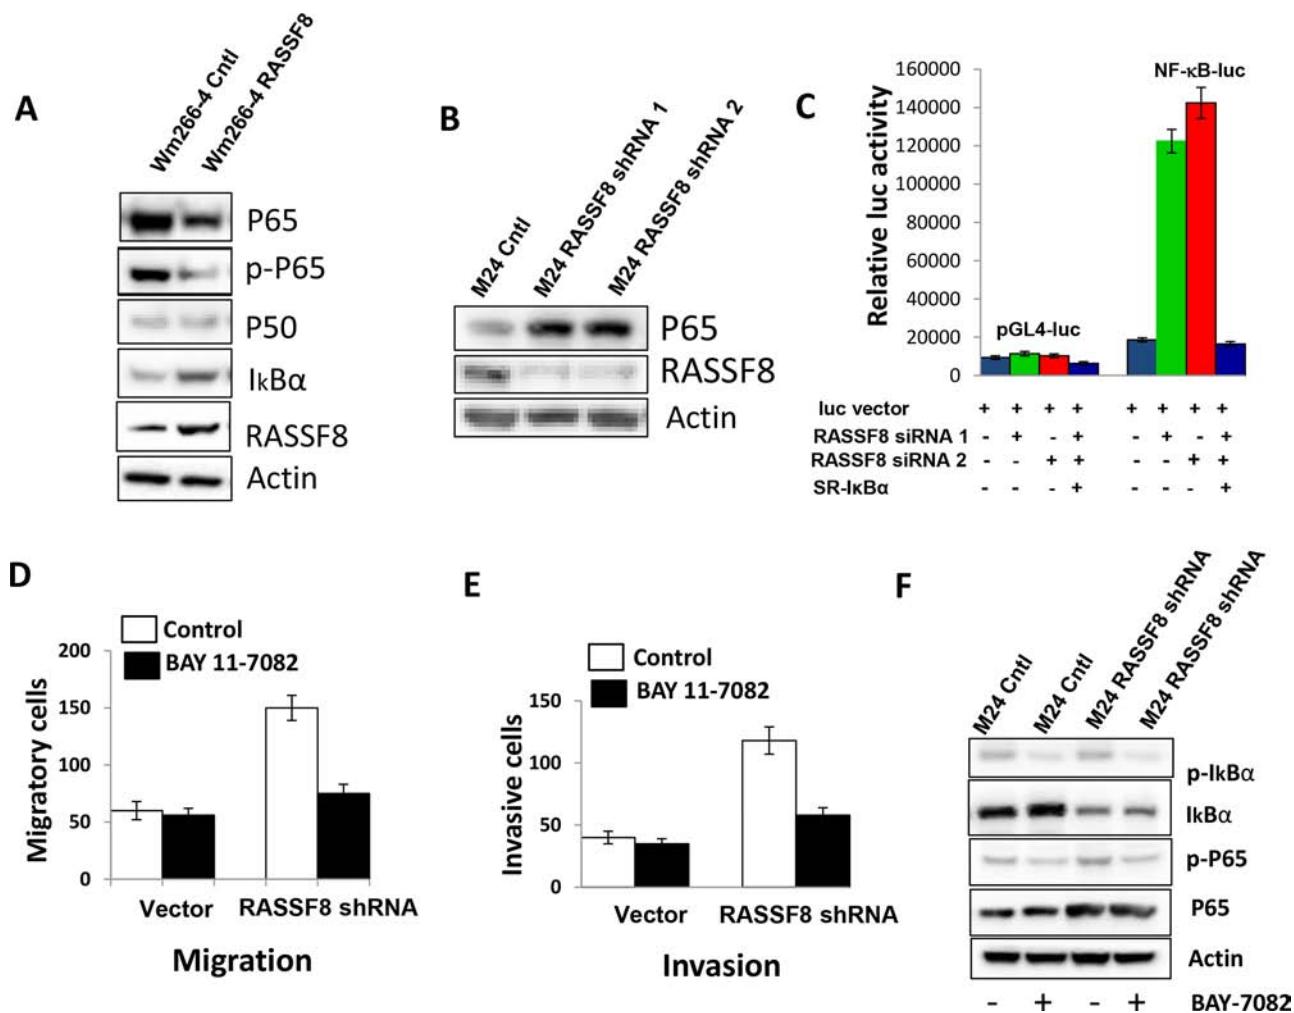 A
Wm266-4 Cntl
Wm266-4 RASSF8
P65
p-P65
P50
IkBα
RASSF8
Actin
B
M24 Cntl
M24 RASSF8 shRNA 1
M24 RASSF8 shRNA 2
P65
RASSF8
Actin
C
Relative luc activity
160000
140000
120000
100000
80000
60000
40000
20000
0
pGL4-luc
NF-κB-luc
luc vector + + + + + + + +
RASSF8 siRNA 1 - + - + - + - +
RASSF8 siRNA 2 - - + + - - + +
SR-IκBα - - - + - - - +
D
Control
BAY 11-7082
Migratory cells
200
150
100
50
0
Vector
RASSF8 shRNA
Migration
E
Control
BAY 11-7082
Invasive cells
150
100
50
0
Vector
RASSF8 shRNA
Invasion
F
M24 Cntl
M24 Cntl
M24 RASSF8 shRNA
M24 RASSF8 shRNA
p-IkBα
IkBα
p-P65
P65
Actin
- + - + BAY-7082